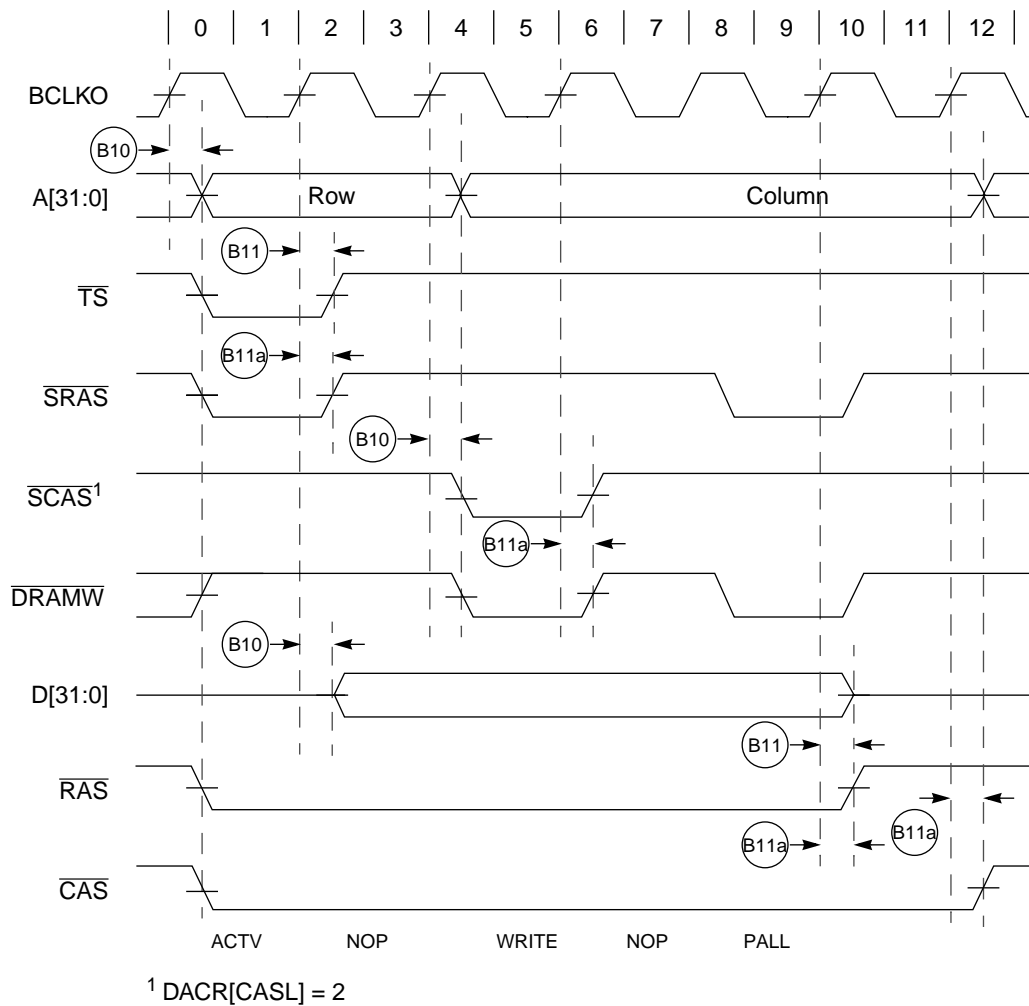 0 1 2 3 4 5 6 7 8 9 10 11 12
BCLKO
B10
A[31:0] Row Column
B11
TS
B11a
SRAS
B10
SCAS1
B11a
DRAMW
B10
D[31:0]
B11
RAS
B11a B11a
CAS
ACTV NOP WRITE NOP PALL
1 DACR[CASL] = 2